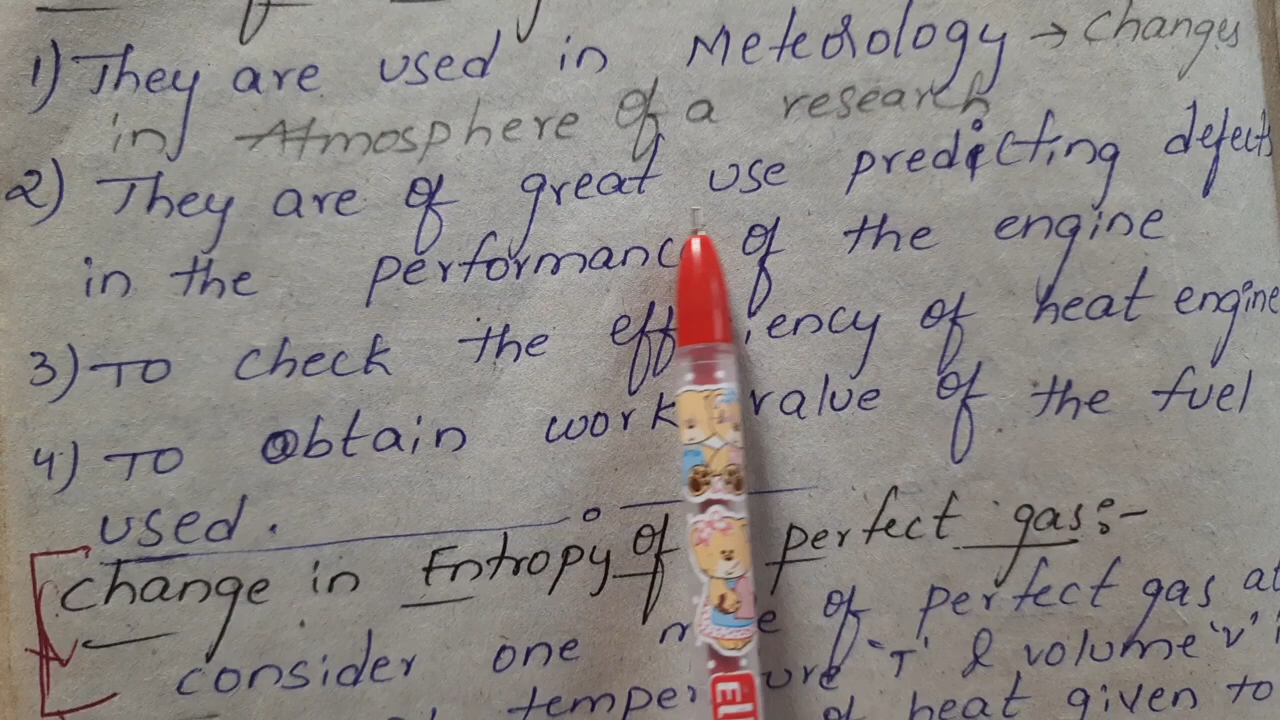 1) They are used in Meteorology → Changes
in Atmosphere of a research
2) They are of great use predicting defects
in the performanc of the engine
3) To check the efficiency of heat engine
4) To obtain work value of the fuel
used.
Change in Entropy of perfect gas:-
consider one of perfect gas at
temperature 'T' & volume 'v'
of heat given to